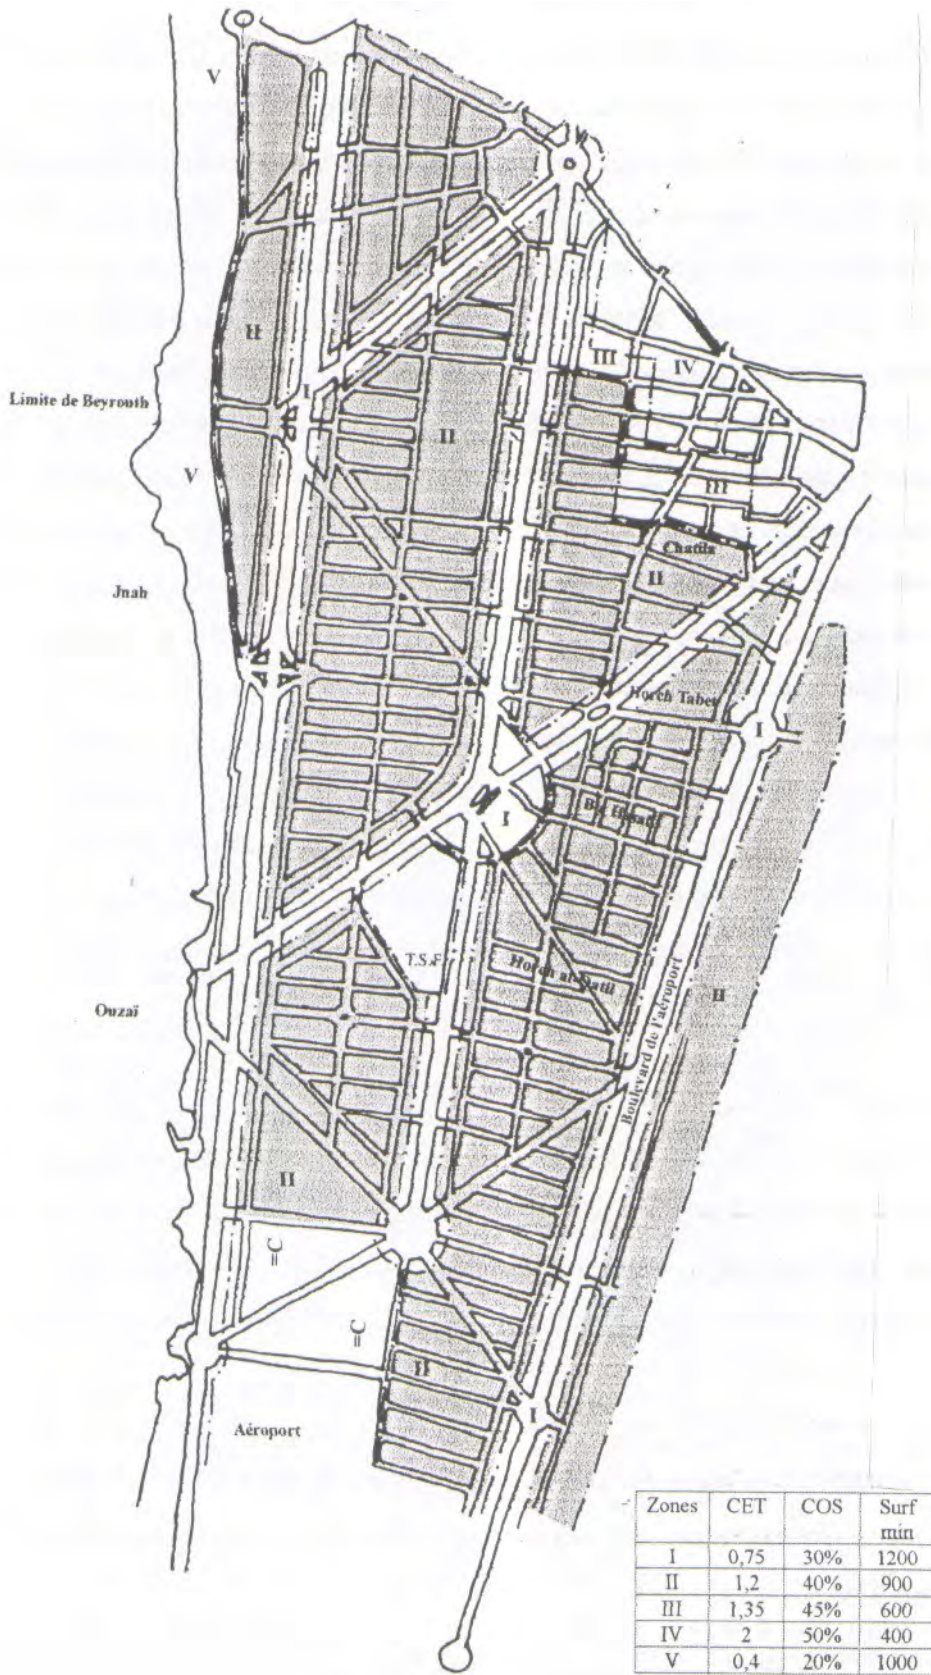 V
II
Limite de Beyrouth
I
III
IV
II
V
III
Chatila
II
Jnah
Horch Tabet
I
Bir Hasan
I
T.S.F
Horch al-Qatil
II
Ouzaï
Boulevard de l'aéroport
II
=C
=C
II
I
Aéroport
Zones CET COS Surf min
I 0,75 30% 1200
II 1,2 40% 900
III 1,35 45% 600
IV 2 50% 400
V 0,4 20% 1000